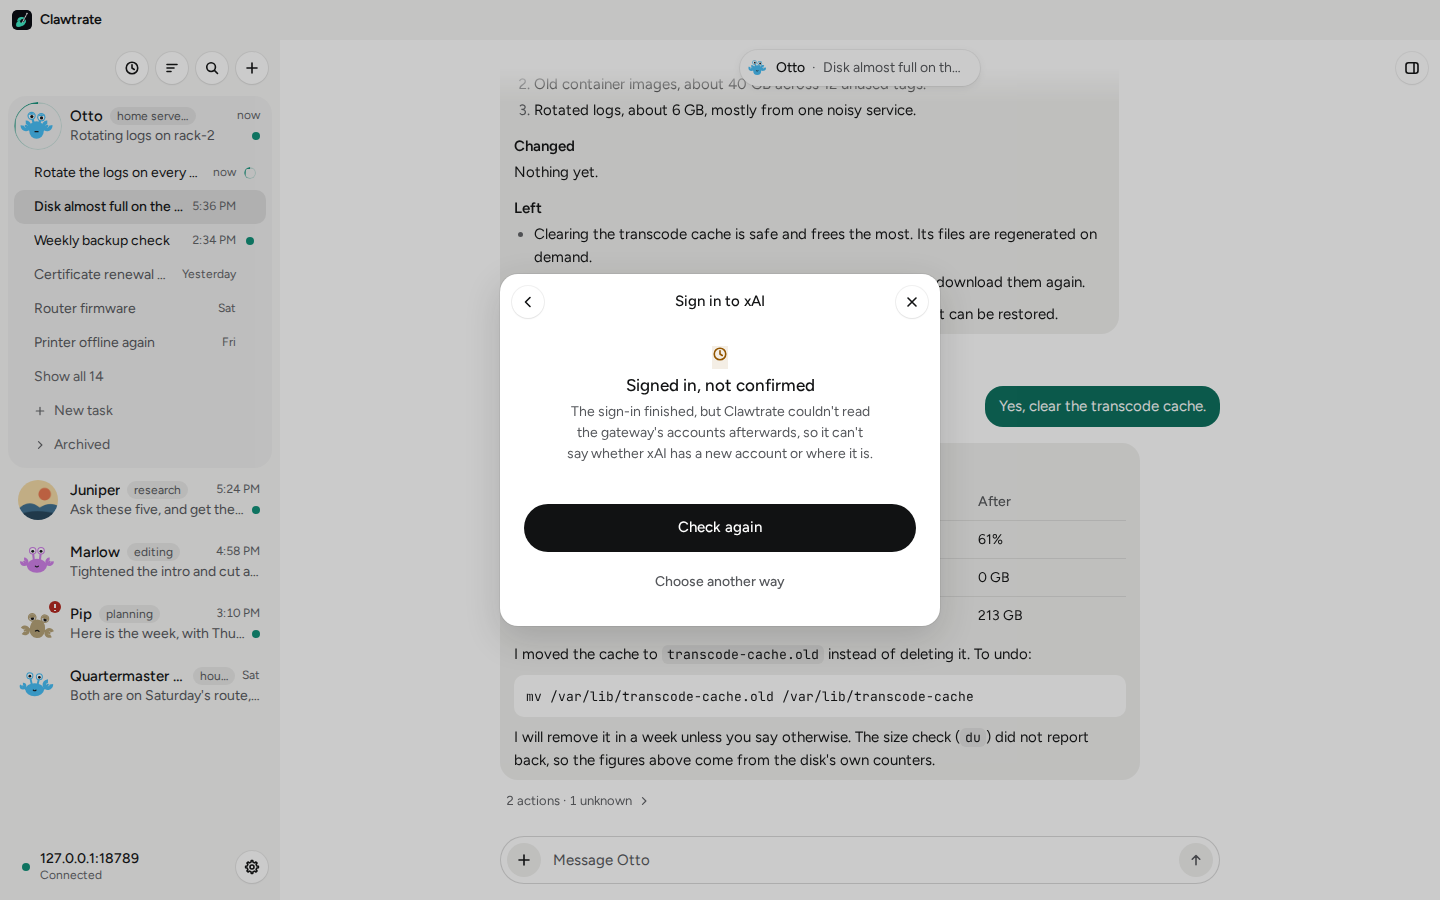 Clawtrate
Otto · Disk almost full on th...
Otto home serve... now
Rotating logs on rack-2
Rotate the logs on every ... now
Disk almost full on the ... 5:36 PM
Weekly backup check 2:34 PM
Certificate renewal ... Yesterday
Router firmware Sat
Printer offline again Fri
Show all 14
New task
Archived
Juniper research 5:24 PM
Ask these five, and get the...
Marlow editing 4:58 PM
Tightened the intro and cut a...
Pip planning 3:10 PM
Here is the week, with Thu...
Quartermaster ... hou... Sat
Both are on Saturday's route,...
127.0.0.1:18789
Connected
2. Old container images, about 40 GB across 12 unused tags.
3. Rotated logs, about 6 GB, mostly from one noisy service.
Changed
Nothing yet.
Left
• Clearing the transcode cache is safe and frees the most. Its files are regenerated on
demand.
download them again.
t can be restored.
Yes, clear the transcode cache.
Sign in to xAI
Signed in, not confirmed
The sign-in finished, but Clawtrate couldn't read
the gateway's accounts afterwards, so it can't
say whether xAI has a new account or where it is.
Check again
Choose another way
After
61%
0 GB
213 GB
I moved the cache to transcode-cache.old instead of deleting it. To undo:
mv /var/lib/transcode-cache.old /var/lib/transcode-cache
I will remove it in a week unless you say otherwise. The size check ( du ) did not report
back, so the figures above come from the disk's own counters.
2 actions · 1 unknown
Message Otto